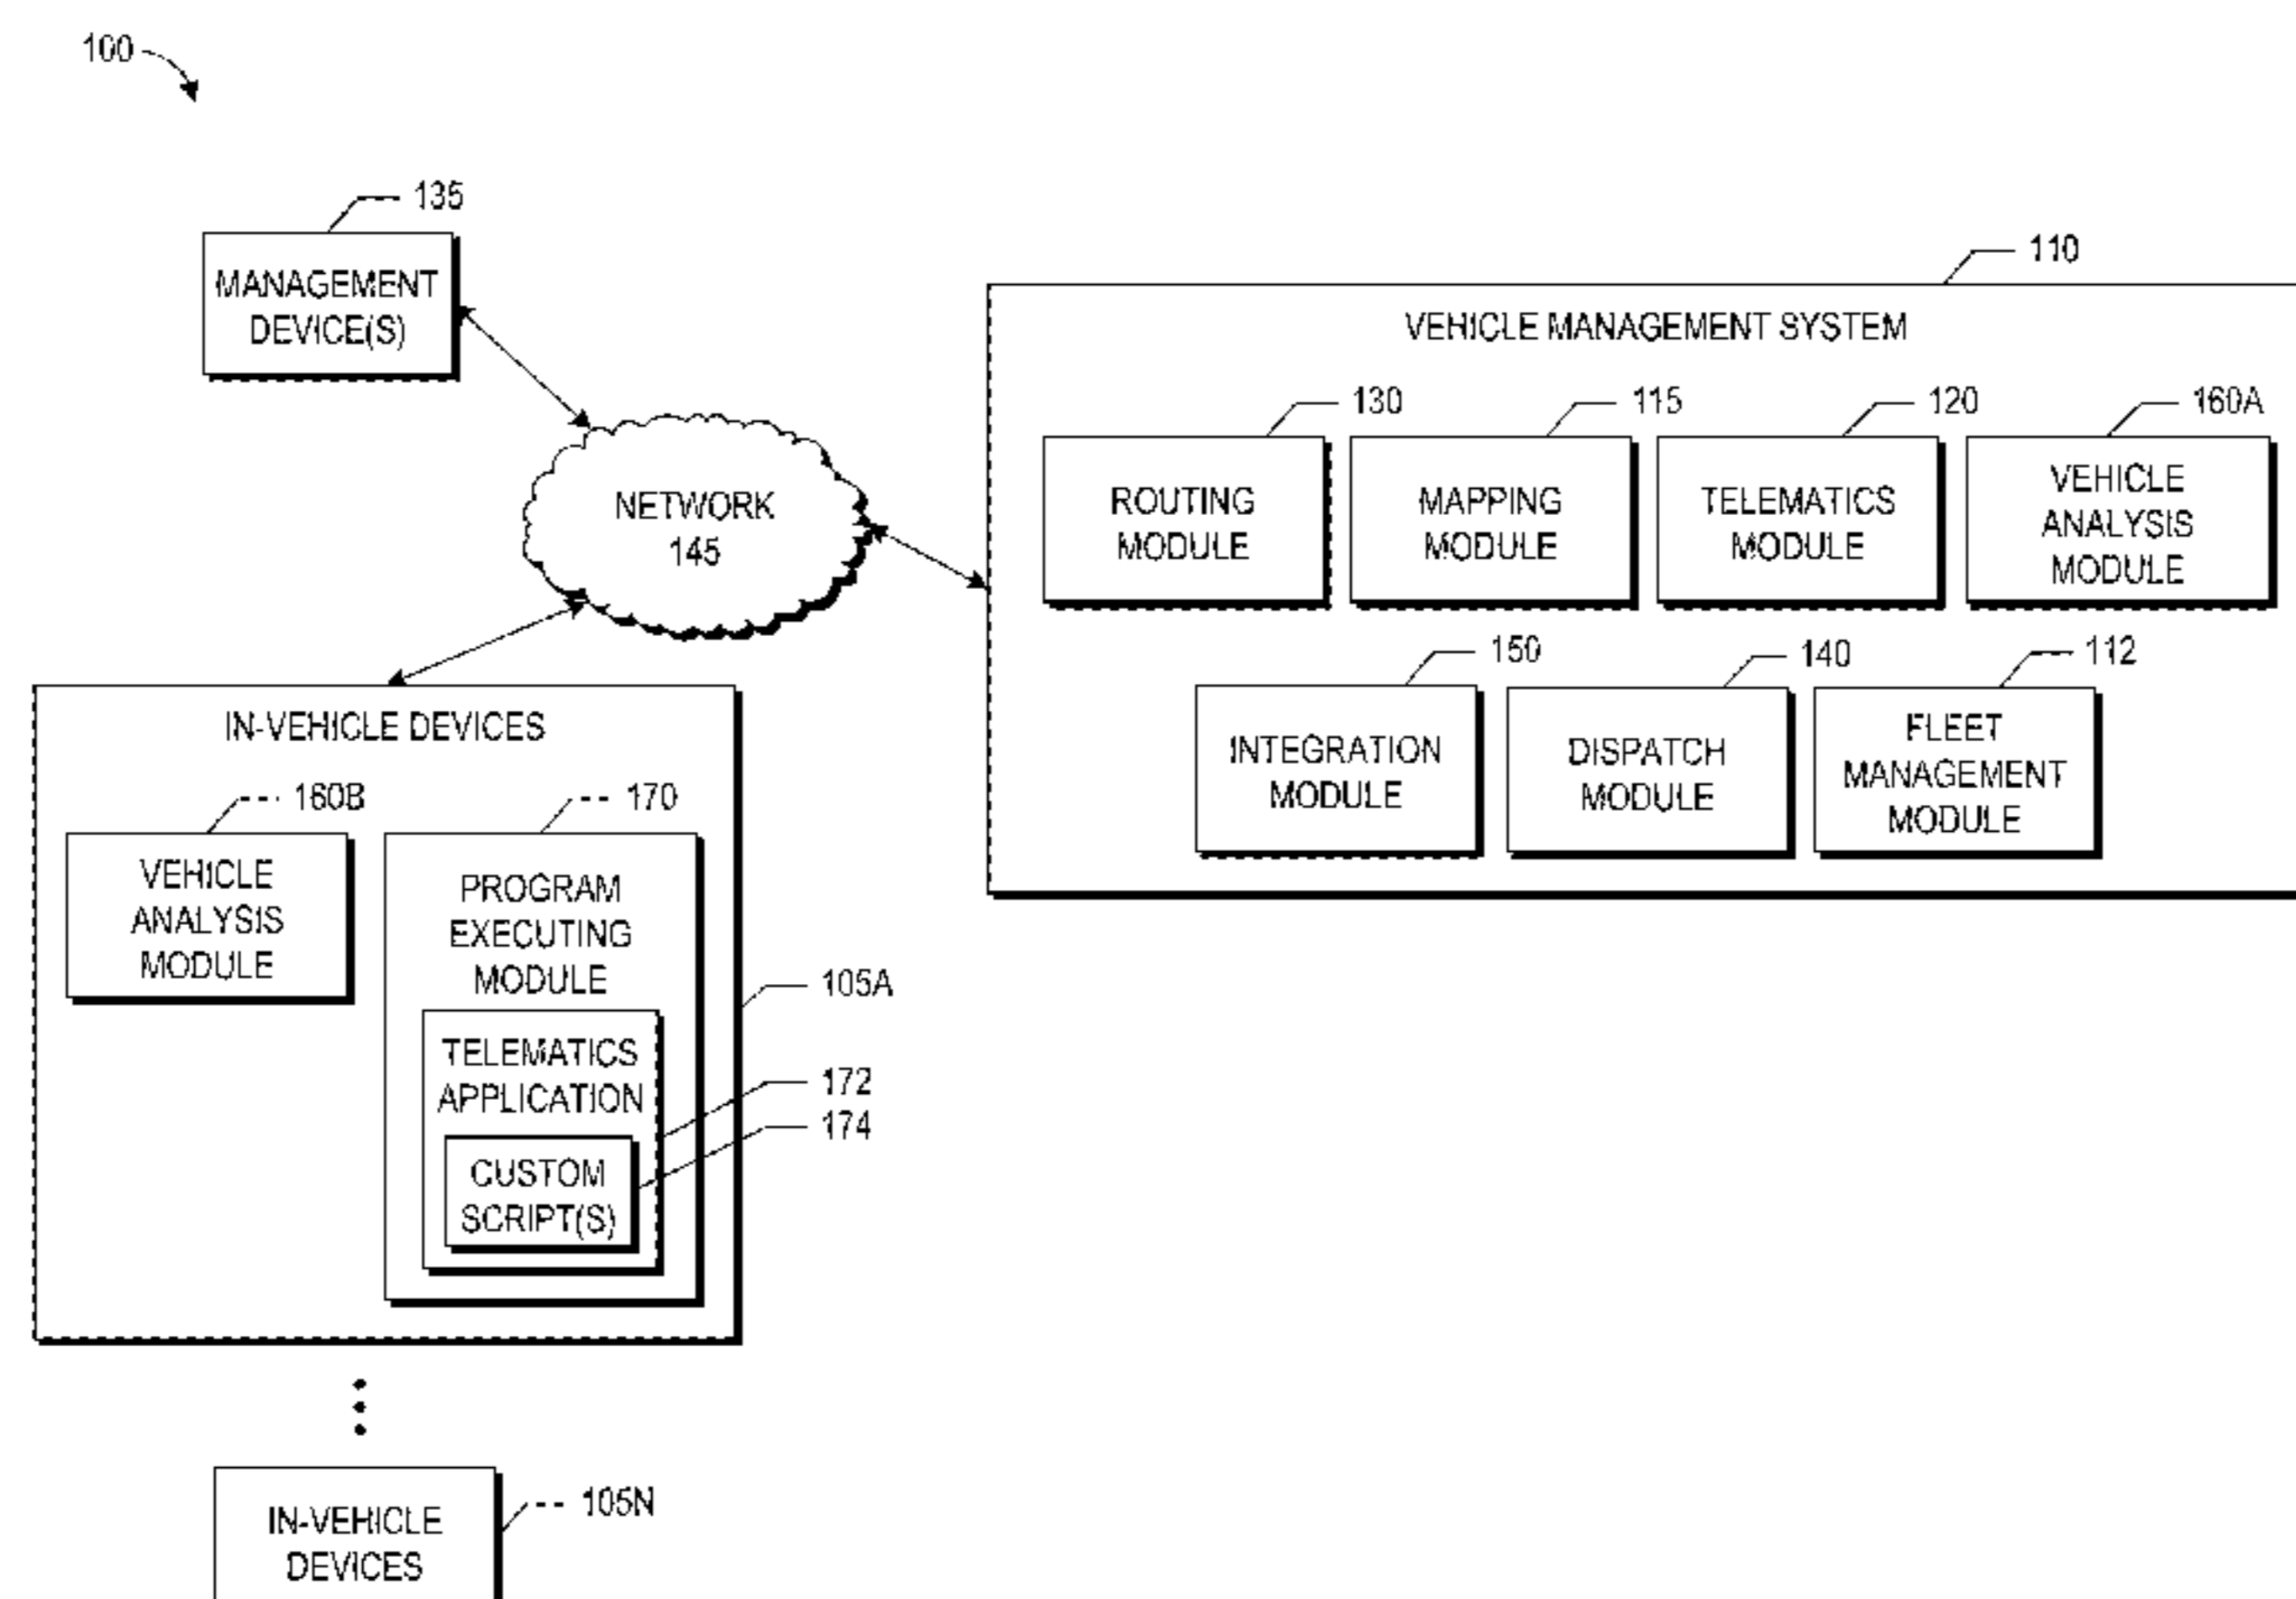 100
135
MANAGEMENT
DEVICE(S)
110
VEHICLE MANAGEMENT SYSTEM
130
115
120
160A
ROUTING
MODULE
MAPPING
MODULE
TELEMATICS
MODULE
VEHICLE
ANALYSIS
MODULE
NETWORK
145
150
140
112
INTEGRATION
MODULE
DISPATCH
MODULE
FLEET
MANAGEMENT
MODULE
IN-VEHICLE DEVICES
160B
170
VEHICLE
ANALYSIS
MODULE
PROGRAM
EXECUTING
MODULE
105A
TELEMATICS
APPLICATION
172
174
CUSTOM
SCRIPT(S)
105N
IN-VEHICLE
DEVICES